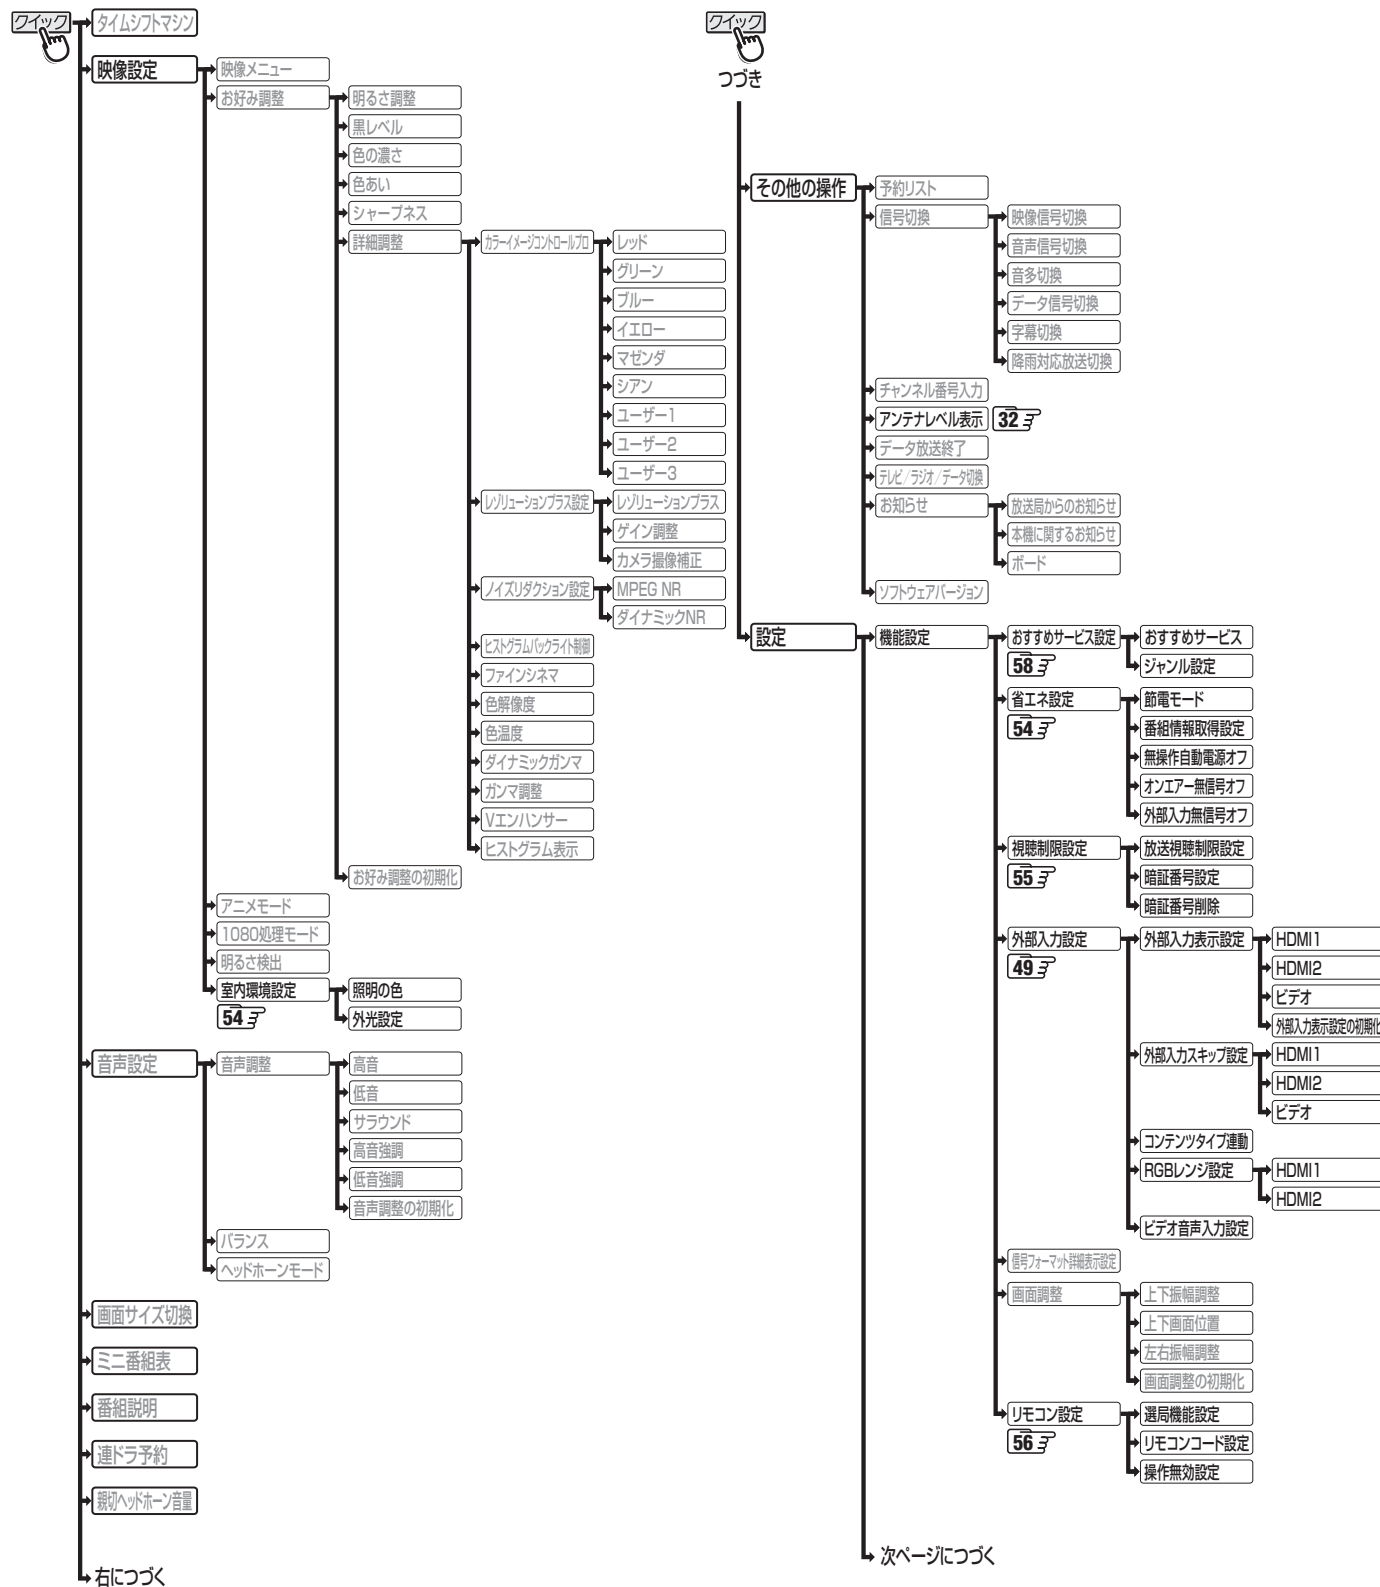 クイック
タイムシフトマシン
映像設定
映像メニュー
お好み調整
明るさ調整
黒レベル
色の濃さ
色あい
シャープネス
詳細調整
カラーイメージコントロールプロ
レッド
グリーン
ブルー
イエロー
マゼンダ
シアン
ユーザー1
ユーザー2
ユーザー3
レゾリューションプラス設定
レゾリューションプラス
ゲイン調整
カメラ撮像補正
ノイズリダクション設定
MPEG NR
ダイナミックNR
ヒストグラムバックライト制御
ファインシネマ
色解像度
色温度
ダイナミックガンマ
ガンマ調整
Vエンハンサー
ヒストグラム表示
お好み調整の初期化
アニメモード
1080処理モード
明るさ検出
室内環境設定
54
照明の色
外光設定
音声設定
音声調整
高音
低音
サラウンド
高音強調
低音強調
音声調整の初期化
バランス
ヘッドホーンモード
画面サイズ切換
ミニ番組表
番組説明
連ドラ予約
親切ヘッドホーン音量
右につづく
クイック
つづき
その他の操作
予約リスト
信号切換
映像信号切換
音声信号切換
音多切換
データ信号切換
字幕切換
降雨対応放送切換
チャンネル番号入力
アンテナレベル表示 32
データ放送終了
テレビ/ラジオ/データ切換
お知らせ
放送局からのお知らせ
本機に関するお知らせ
ボード
ソフトウェアバージョン
設定
機能設定
おすすめサービス設定
58
おすすめサービス
ジャンル設定
省エネ設定
54
節電モード
番組情報取得設定
無操作自動電源オフ
オンエアー無信号オフ
外部入力無信号オフ
視聴制限設定
55
放送視聴制限設定
暗証番号設定
暗証番号削除
外部入力設定
49
外部入力表示設定
HDMI1
HDMI2
ビデオ
外部入力表示設定の初期化
外部入力スキップ設定
HDMI1
HDMI2
ビデオ
コンテンツタイプ連動
RGBレンジ設定
HDMI1
HDMI2
ビデオ音声入力設定
信号フォーマット詳細表示設定
画面調整
上下振幅調整
上下画面位置
左右振幅調整
画面調整の初期化
リモコン設定
56
選局機能設定
リモコンコード設定
操作無効設定
次ページにつづく